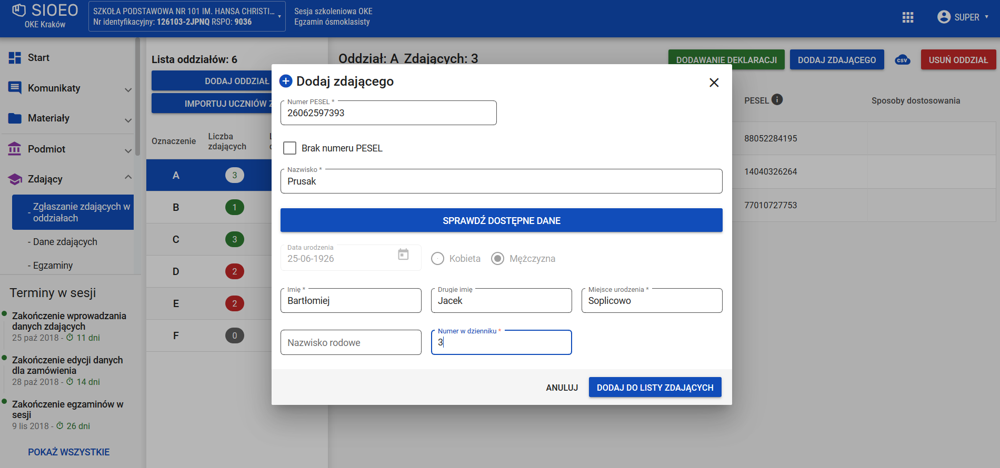 SIOEO
OKE Kraków
SZKOŁA PODSTAWOWA NR 101 IM. HANSA CHRISTI...
Nr identyfikacyjny: 126103-2JPNQ RSPO: 9036
Sesja szkoleniowa OKE
Egzamin ósmoklasisty
SUPER
Start
Komunikaty
Materiały
Podmiot
Zdający
- Zgłaszanie zdających w
oddziałach
- Dane zdających
- Egzaminy
Terminy w sesji
Zakończenie wprowadzania
danych zdających
25 paź 2018 - 11 dni
Zakończenie edycji danych
dla zamówienia
28 paź 2018 - 14 dni
Zakończenie egzaminów w
sesji
9 lis 2018 - 26 dni
POKAŻ WSZYSTKIE
Lista oddziałów: 6
DODAJ ODDZIAŁ
IMPORTUJ UCZNIÓW Z
Oznaczenie
Liczba
zdających
A 3
B 1
C 3
D 2
E 2
F 0
Oddział: A Zdających: 3
DODAWANIE DEKLARACJI
DODAJ ZDAJĄCEGO
CSV
USUŃ ODDZIAŁ
PESEL i
Sposoby dostosowania
88052284195
14040326264
77010727753
Dodaj zdającego
Numer PESEL *
26062597393
Brak numeru PESEL
Nazwisko *
Prusak
SPRAWDŹ DOSTĘPNE DANE
Data urodzenia
25-06-1926
Kobieta
Mężczyzna
Imię *
Bartłomiej
Drugie imię
Jacek
Miejsce urodzenia *
Soplicowo
Nazwisko rodowe
Numer w dzienniku *
3
ANULUJ
DODAJ DO LISTY ZDAJĄCYCH